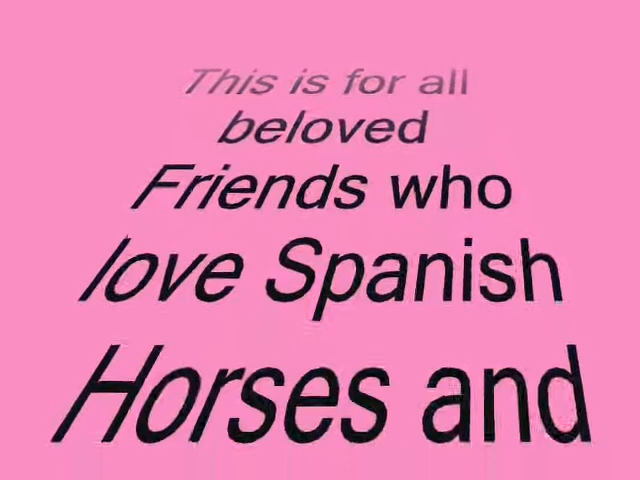 This is for all
beloved
Friends who
love Spanish
Horses and